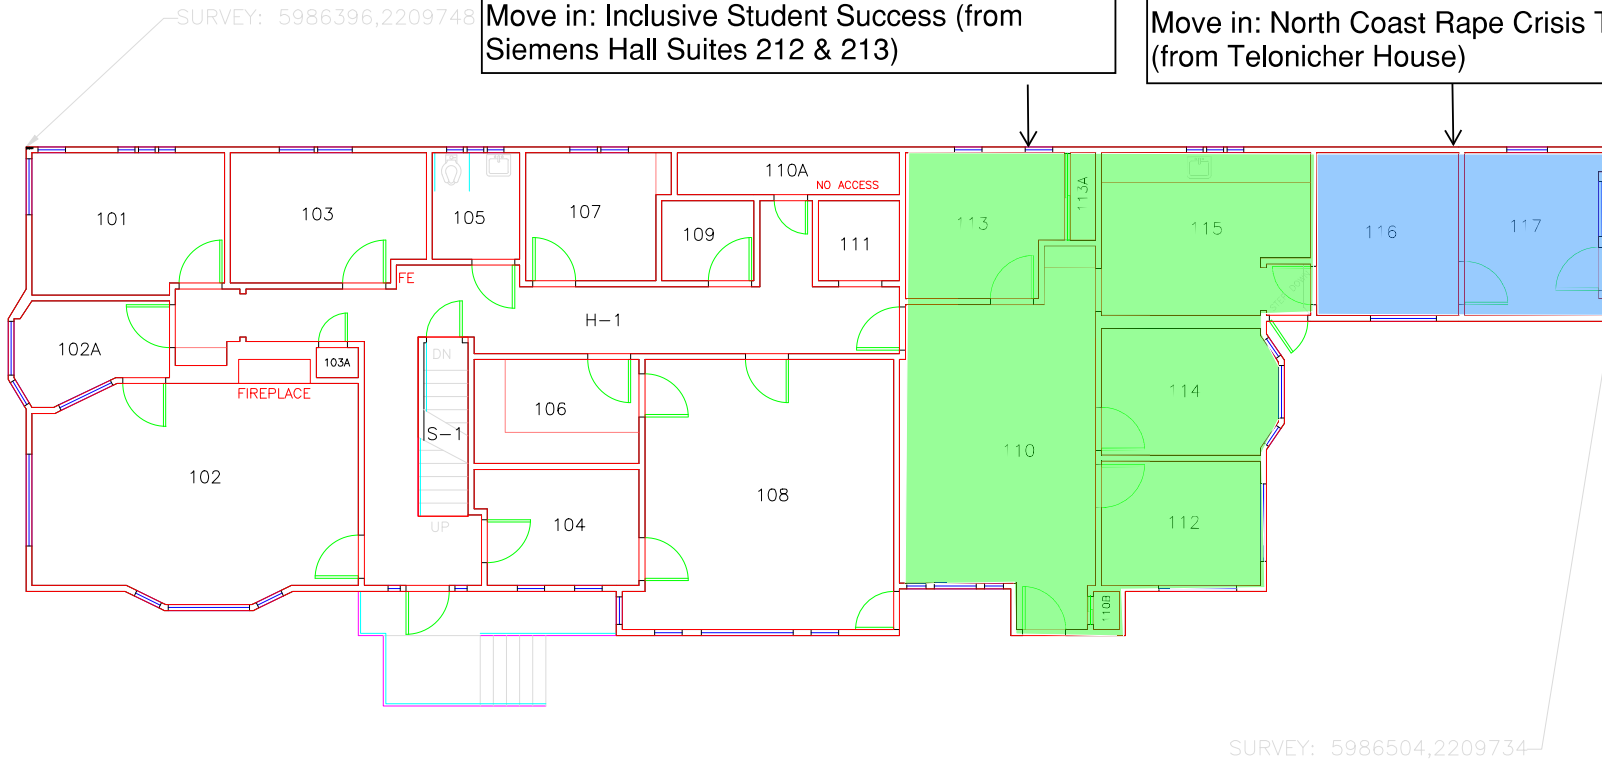 SURVEY: 5986396,2209748
Move in: Inclusive Student Success (from
Siemens Hall Suites 212 & 213)
Move in: North Coast Rape Crisis T
(from Telonicher House)
101
103
105
107
110A
NO ACCESS
109
111
113
113A
115
116
117
FE
H-1
102A
103A
FIREPLACE
DN
S-1
UP
106
102
104
108
110
114
112
110B
SURVEY: 5986504,2209734